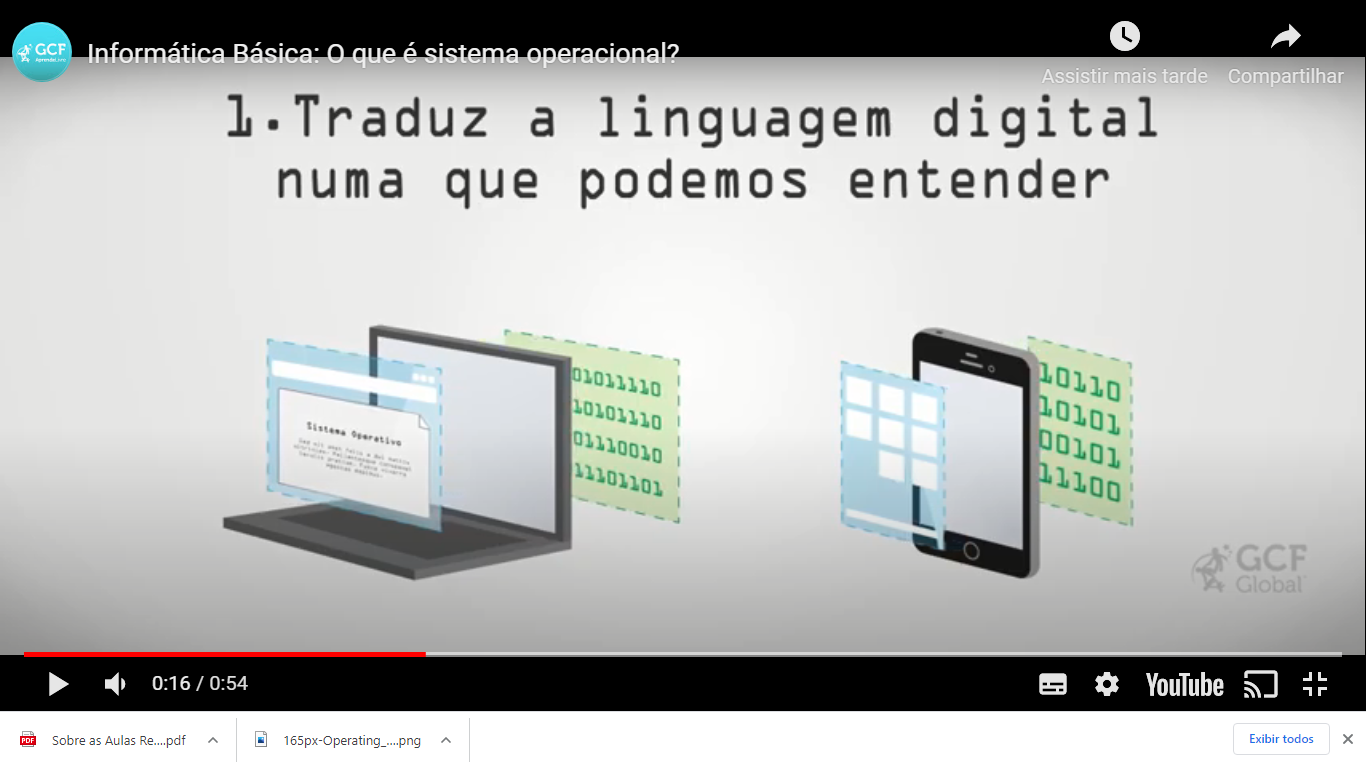 GCF
AprendeLivre
Informática Básica: O que é sistema operacional?
Assistir mais tarde
Compartilhar
1.Traduz a linguagem digital
numa que podemos entender
Sistema Operativo
01011110
10101110
01110010
11101101
10110
10101
00101
11100
GCF
Global
0:16 / 0:54
YouTube
Sobre as Aulas Re....pdf
165px-Operating_....png
Exibir todos